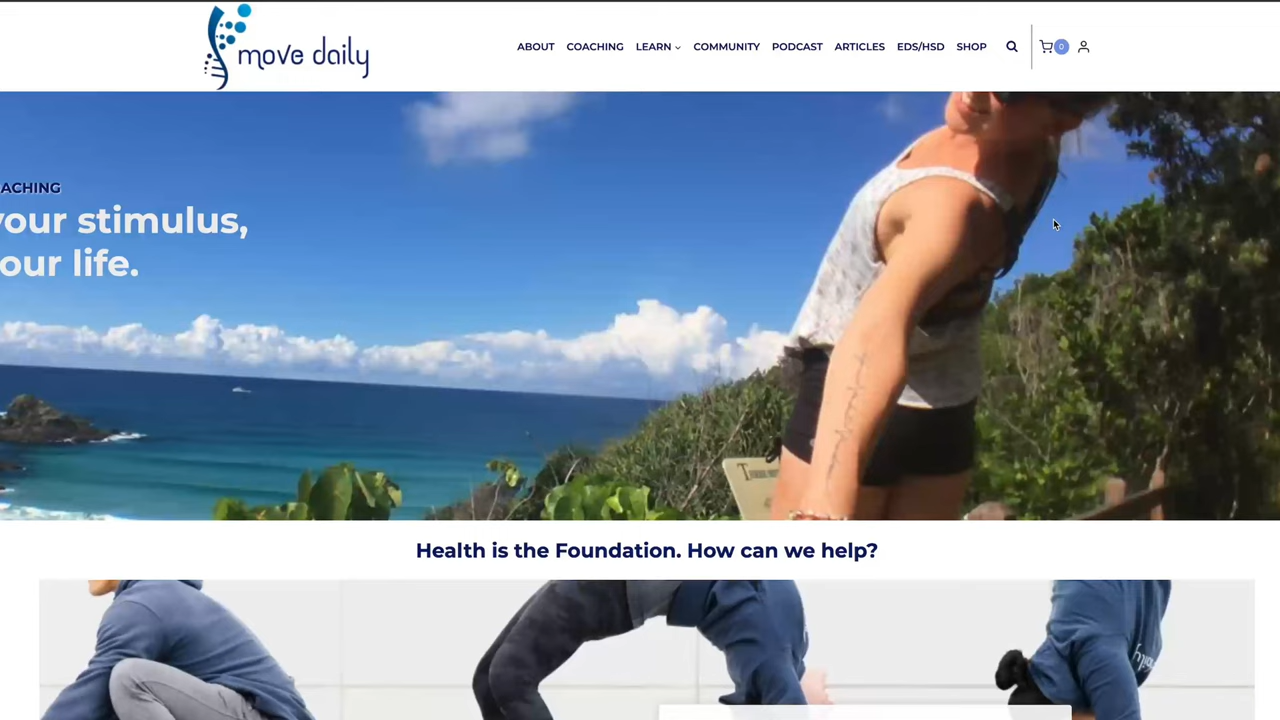 move daily
ABOUT COACHING LEARN COMMUNITY PODCAST ARTICLES EDS/HSD SHOP
0
ACHING
your stimulus,
our life.
Health is the Foundation. How can we help?